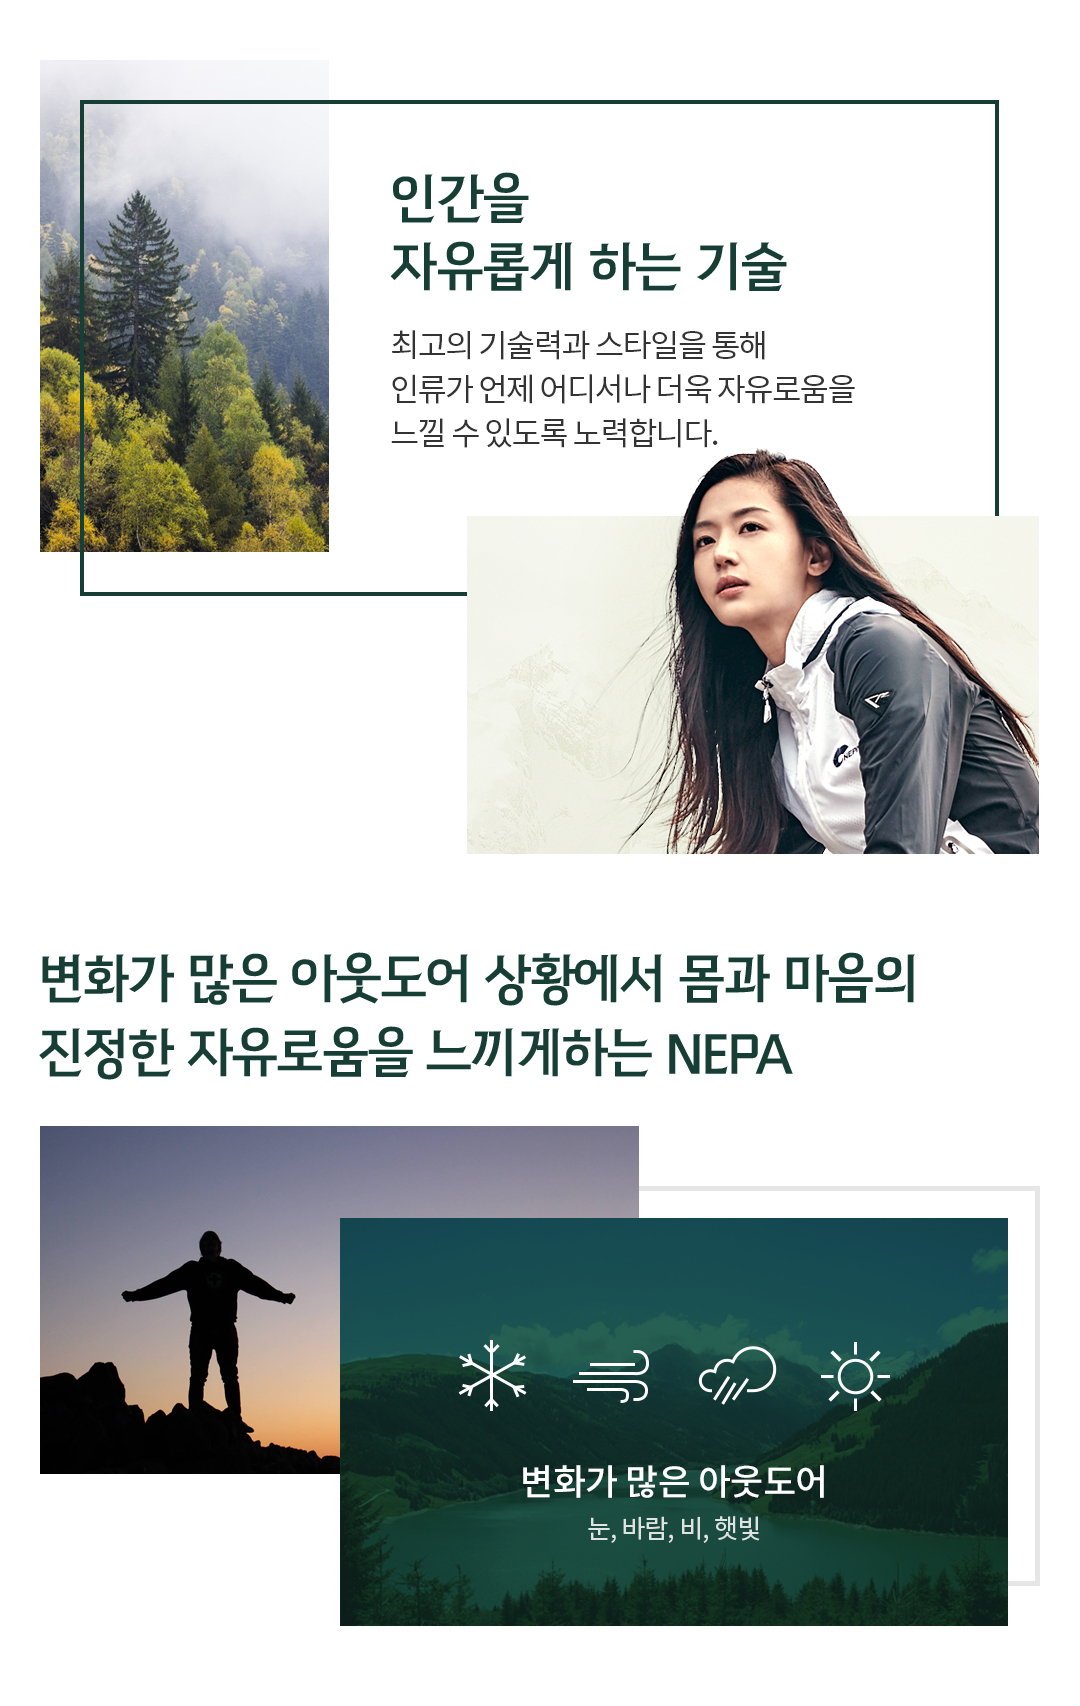 인간을
자유롭게 하는 기술
최고의 기술력과 스타일을 통해
인류가 언제 어디서나 더욱 자유로움을
느낄 수 있도록 노력합니다.
변화가 많은 아웃도어 상황에서 몸과 마음의
진정한 자유로움을 느끼게하는 NEPA
변화가 많은 아웃도어
눈, 바람, 비, 햇빛